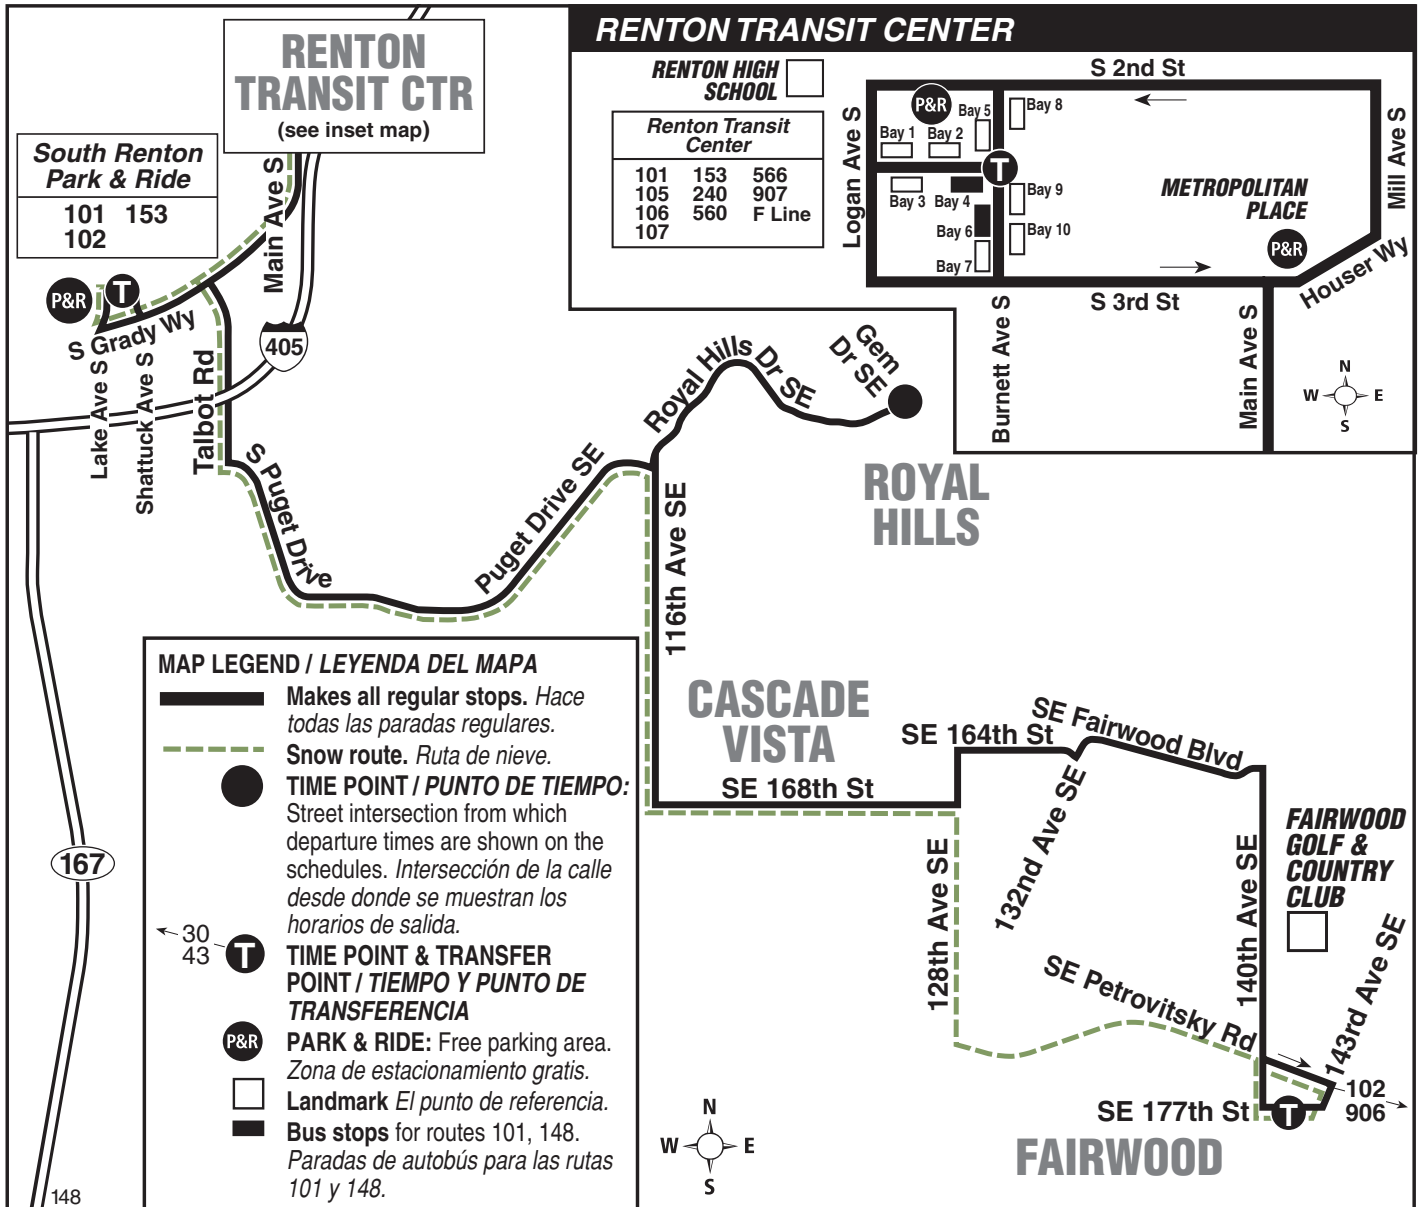 RENTON
TRANSIT CTR
(see inset map)
South Renton
Park & Ride
101 153
102
Main Ave S
P&R
T
S Grady Wy
Lake Ave S
Shattuck Ave S
Talbot Rd
405
167
S Puget Drive
Puget Drive SE
Royal Hills Dr SE
Gem
Dr SE
ROYAL
HILLS
116th Ave SE
CASCADE
VISTA
SE 168th St
SE 164th St
SE Fairwood Blvd
132nd Ave SE
128th Ave SE
140th Ave SE
SE Petrovitsky Rd
143rd Ave SE
FAIRWOOD
GOLF &
COUNTRY
CLUB
102
906
SE 177th St
T
FAIRWOOD
N
W E
S
RENTON TRANSIT CENTER
RENTON HIGH
SCHOOL
Renton Transit
Center
101 153 566
105 240 907
106 560 F Line
107
S 2nd St
Logan Ave S
P&R
Bay 5
Bay 8
Bay 1 Bay 2
T
Bay 3 Bay 4
Bay 9
Bay 6
Bay 10
Bay 7
METROPOLITAN
PLACE
P&R
Mill Ave S
Houser Wy
S 3rd St
Burnett Ave S
Main Ave S
N
W E
S
MAP LEGEND / LEYENDA DEL MAPA
Makes all regular stops. Hace
todas las paradas regulares.
Snow route. Ruta de nieve.
TIME POINT / PUNTO DE TIEMPO:
Street intersection from which
departure times are shown on the
schedules. Intersección de la calle
desde donde se muestran los
horarios de salida.
30
43
T
TIME POINT & TRANSFER
POINT / TIEMPO Y PUNTO DE
TRANSFERENCIA
P&R
PARK & RIDE: Free parking area.
Zona de estacionamiento gratis.
Landmark El punto de referencia.
Bus stops for routes 101, 148.
Paradas de autobús para las rutas
101 y 148.
148